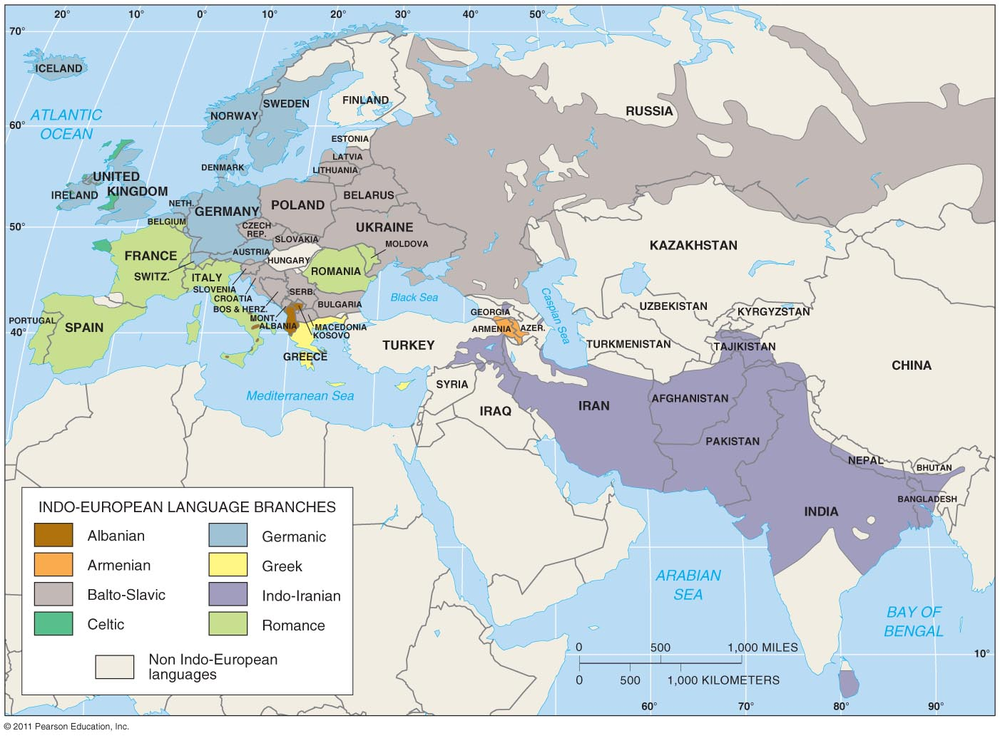 20°
10°
0°
10°
20°
30°
40°
50°
70°
ICELAND
ATLANTIC
OCEAN
60°
NORWAY
SWEDEN
FINLAND
RUSSIA
ESTONIA
LATVIA
LITHUANIA
DENMARK
UNITED
KINGDOM
IRELAND
NETH.
BELGIUM
GERMANY
POLAND
BELARUS
50°
CZECH
REP.
SLOVAKIA
UKRAINE
MOLDOVA
FRANCE
SWITZ.
AUSTRIA
HUNGARY
ROMANIA
KAZAKHSTAN
ITALY
SLOVENIA
CROATIA
BOS & HERZ.
MONT.
ALBANIA
SERB.
BULGARIA
MACEDONIA
KOSOVO
Black Sea
Caspian Sea
GEORGIA
ARMENIA
AZER.
UZBEKISTAN
KYRGYZSTAN
PORTUGAL
SPAIN
40°
GREECE
TURKEY
TURKMENISTAN
TAJIKISTAN
CHINA
Mediterranean Sea
SYRIA
IRAQ
IRAN
AFGHANISTAN
PAKISTAN
NEPAL
BHUTAN
BANGLADESH
INDIA
ARABIAN
SEA
BAY OF
BENGAL
INDO-EUROPEAN LANGUAGE BRANCHES
Albanian
Germanic
Armenian
Greek
Balto-Slavic
Indo-Iranian
Celtic
Romance
Non Indo-European
languages
0 500 1,000 MILES
0 500 1,000 KILOMETERS
10°
60°
70°
80°
90°
© 2011 Pearson Education, Inc.